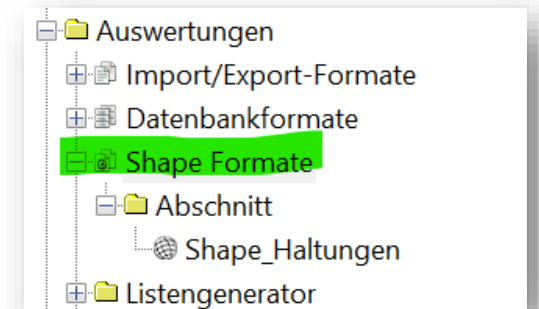 Auswertungen
Import/Export-Formate
Datenbankformate
Shape Formate
Abschnitt
Shape_Haltungen
Listengenerator